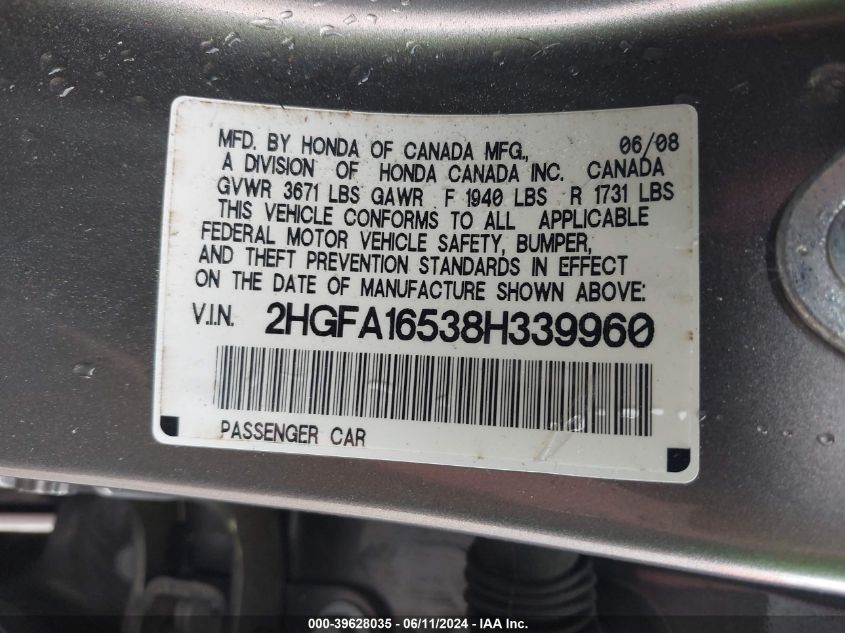 MFD. BY HONDA OF CANADA MFG., 06/08
A DIVISION OF HONDA CANADA INC. CANADA
GVWR 3671 LBS GAWR F 1940 LBS R 1731 LBS
THIS VEHICLE CONFORMS TO ALL APPLICABLE
FEDERAL MOTOR VEHICLE SAFETY, BUMPER,
AND THEFT PREVENTION STANDARDS IN EFFECT
ON THE DATE OF MANUFACTURE SHOWN ABOVE:
V.I.N. 2HGFA16538H339960
PASSENGER CAR
000-39628035 - 06/11/2024 - IAA Inc.